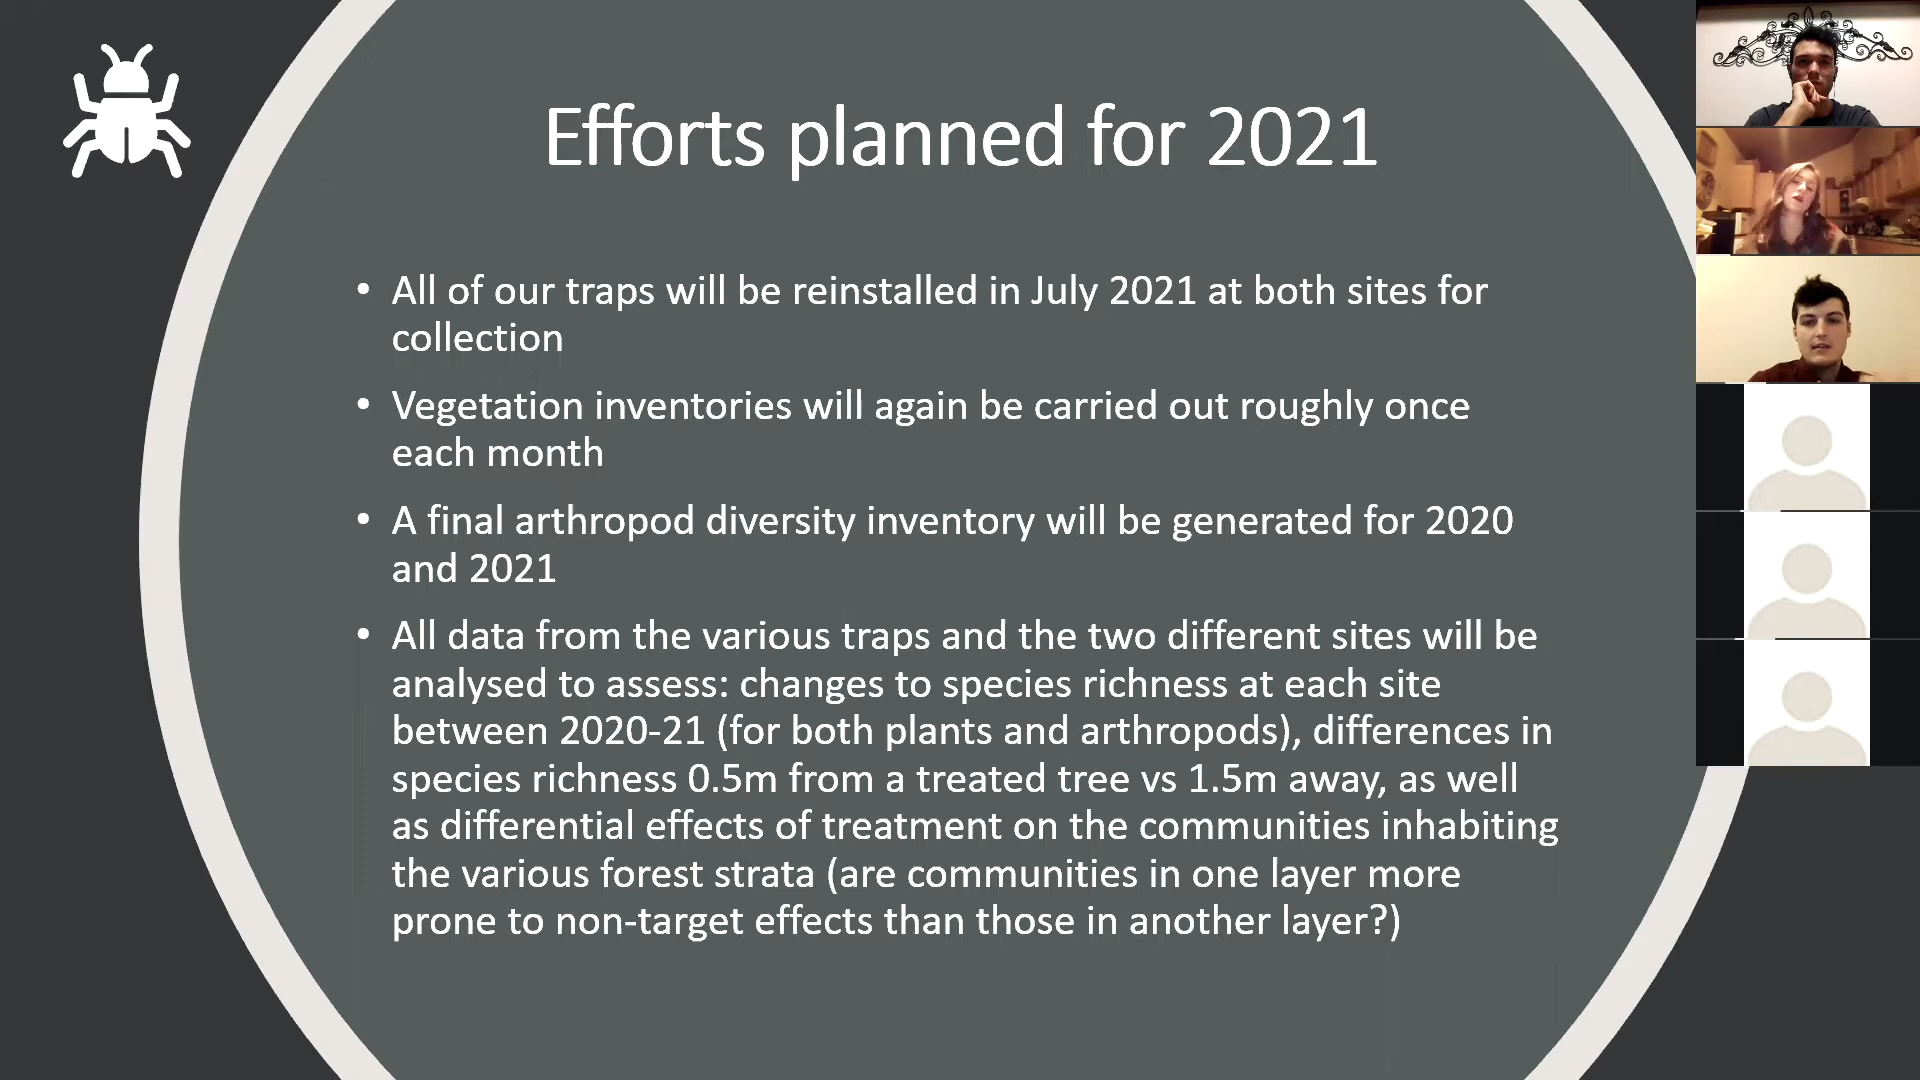 Efforts planned for 2021
• All of our traps will be reinstalled in July 2021 at both sites for
collection
• Vegetation inventories will again be carried out roughly once
each month
• A final arthropod diversity inventory will be generated for 2020
and 2021
• All data from the various traps and the two different sites will be
analysed to assess: changes to species richness at each site
between 2020-21 (for both plants and arthropods), differences in
species richness 0.5m from a treated tree vs 1.5m away, as well
as differential effects of treatment on the communities inhabiting
the various forest strata (are communities in one layer more
prone to non-target effects than those in another layer?)